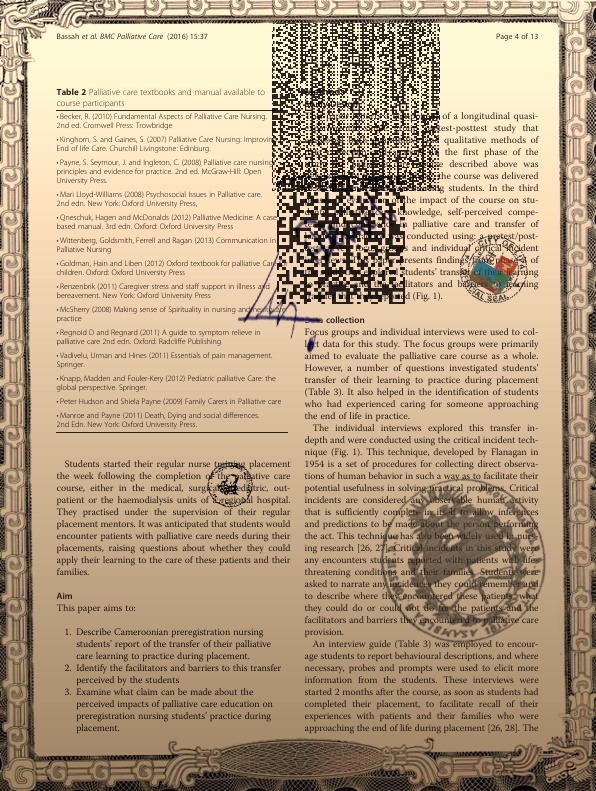 Bassah et al. BMC Palliative Care (2016) 15:37
Page 4 of 13
Table 2 Palliative care textbooks and manual available to
course participants
•Becker, R. (2010) Fundamental Aspects of Palliative Care Nursing.
2nd ed. Cromwell Press: Trowbridge
•Kinghorn, S. and Gaines, S. (2007) Palliative Care Nursing: Improving
End of life Care. Churchill Livingstone: Edinburg.
•Payne, S. Seymour, J. and Ingleton, C. (2008) Palliative care nursing
principles and evidence for practice. 2nd ed. McGraw-Hill: Open
University Press.
•Mari Lloyd-Williams (2008) Psychosocial Issues in Palliative care.
2nd edn. New York: Oxford University Press,
•Qneschuk, Hagen and McDonalds (2012) Palliative Medicine: A case
based manual. 3rd edn. Oxford: Oxford University Press
•Wittenberg, Goldsmith, Ferrell and Ragan (2013) Communication in
Palliative Nursing
•Goldman, Hain and Liben (2012) Oxford textbook for palliative care
children. Oxford: Oxford University Press
•Renzenbrik (2011) Caregiver stress and staff support in illness and
bereavement. New York: Oxford University Press.
•McSherry (2008) Making sense of Spirituality in nursing and
practice
•Regnoid D and Regnard (2011) A guide to symptom relieve in
palliative care 2nd edn. Oxford: Radcliffe Publishing
•Vadivelu, Urman and Hines (2011) Essentials of pain management.
Springer.
•Knapp, Madden and Fouler-Kery (2012) Pediatric palliative Care: the
global perspective. Springer.
•Peter Hudson and Shiela Payne (2009) Family Carers in Palliative care
•Manroe and Payne (2011) Death, Dying and social differences.
2nd Edn. New York: Oxford University Press.
Students started their regular nurse training placement
the week following the completion of the palliative care
course, either in the medical, surgical, pediatric, out-
patient or the haemodialysis units of a regional hospital.
They practised under the supervision of their regular
placement mentors. It was anticipated that students would
encounter patients with palliative care needs during their
placements, raising questions about whether they could
apply their learning to the care of these patients and their
families.
Aim
This paper aims to:
1. Describe Cameroonian preregistration nursing
students' report of the transfer of their palliative
care learning to practice during placement.
2. Identify the facilitators and barriers to this transfer
perceived by the students
3. Examine what claim can be made about the
perceived impacts of palliative care education on
preregistration nursing students' practice during
placement.
of a longitudinal quasi-
test-posttest study that
qualitative methods of
the first phase of the
described above was
the course was delivered
students. In the third
the impact of the course on stu-
knowledge, self-perceived compe-
palliative care and transfer of
conducted using: a pretest/post-
and individual critical incident
presents findings of
students' transfer of their learning
facilitators and barriers to learning
(Fig. 1).
collection
Focus groups and individual interviews were used to col-
lect data for this study. The focus groups were primarily
aimed to evaluate the palliative care course as a whole.
However, a number of questions investigated students'
transfer of their learning to practice during placement
(Table 3). It also helped in the identification of students
who had experienced caring for someone approaching
the end of life in practice.
The individual interviews explored this transfer in-
depth and were conducted using the critical incident tech-
nique (Fig. 1). This technique, developed by Flanagan in
1954 is a set of procedures for collecting direct observa-
tions of human behavior in such a way as to facilitate their
potential usefulness in solving practical problems. Critical
incidents are considered any observable human activity
that is sufficiently complete in itself to allow inferences
and predictions to be made about the person performing
the act. This technique has also been widely used in nurs-
ing research [26, 27]. Critical incidents in this study were
any encounters students reported with patients with life
threatening conditions and their families. Students were
asked to narrate any incidences they could remember and
to describe where they encountered these patients, what
they could do or could not do for the patients and the
facilitators and barriers they encountered to palliative care
provision.
An interview guide (Table 3) was employed to encour-
age students to report behavioural descriptions, and where
necessary, probes and prompts were used to elicit more
information from the students. These interviews were
started 2 months after the course, as soon as students had
completed their placement, to facilitate recall of their
experiences with patients and their families who were
approaching the end of life during placement [26, 28]. The